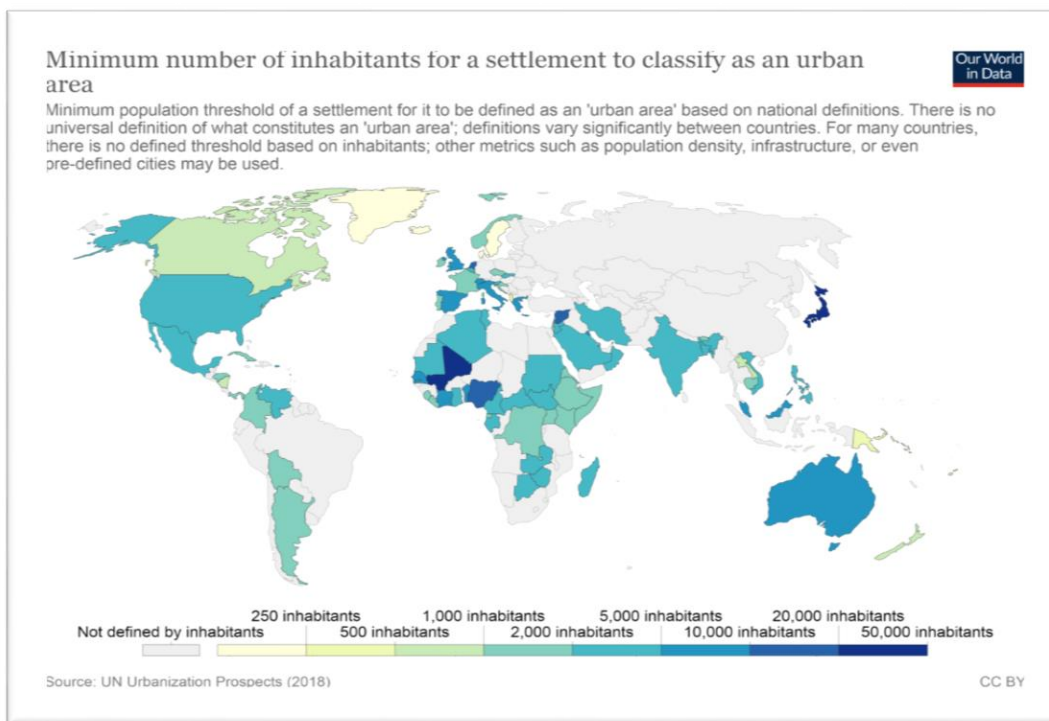 Minimum number of inhabitants for a settlement to classify as an urban
area
Our World
in Data
Minimum population threshold of a settlement for it to be defined as an 'urban area' based on national definitions. There is no
universal definition of what constitutes an 'urban area'; definitions vary significantly between countries. For many countries,
there is no defined threshold based on inhabitants; other metrics such as population density, infrastructure, or even
pre-defined cities may be used.
250 inhabitants 1,000 inhabitants 5,000 inhabitants 20,000 inhabitants
Not defined by inhabitants 500 inhabitants 2,000 inhabitants 10,000 inhabitants 50,000 inhabitants
Source: UN Urbanization Prospects (2018) CC BY